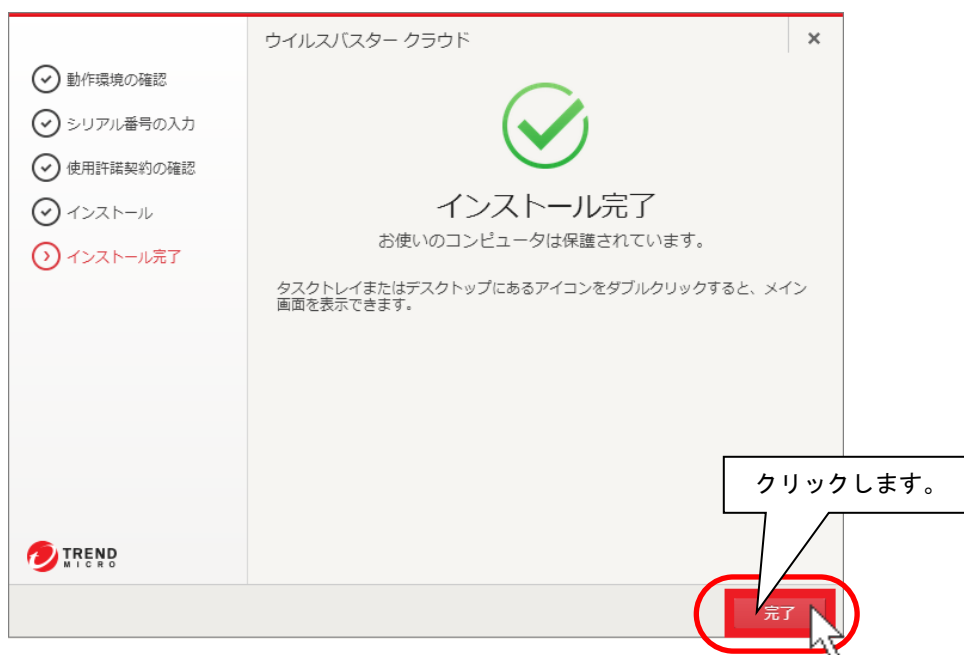 ウイルスバスター クラウド
×
動作環境の確認
シリアル番号の入力
使用許諾契約の確認
インストール
インストール完了
インストール完了
お使いのコンピュータは保護されています。
タスクトレイまたはデスクトップにあるアイコンをダブルクリックすると、メイン
画面を表示できます。
クリックします。
TREND
MICRO
完了